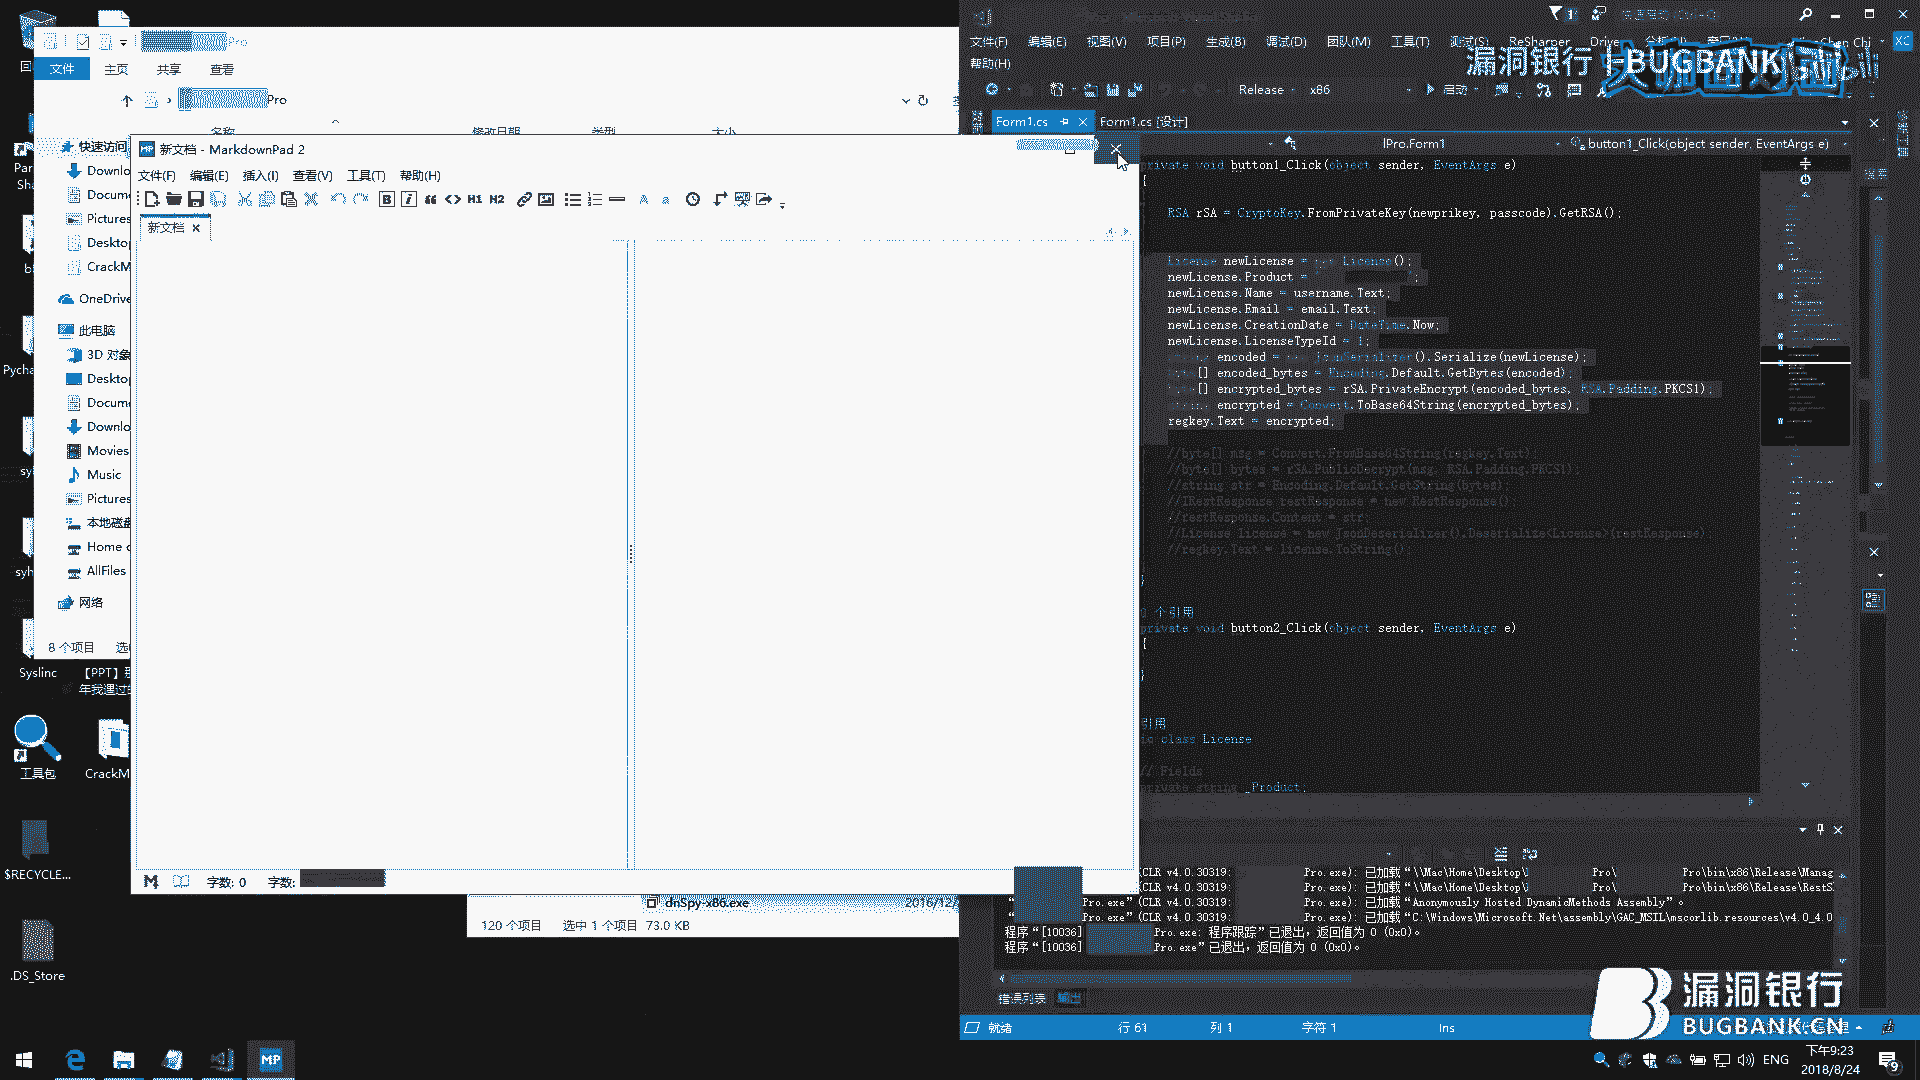 Pro
文件
主页
共享
查看
Pro
名称
修改日期
类型
大小
快速访问
Downlo
Docum
Pictures
Deskto
CrackM
OneDrive
此电脑
3D 对象
Deskto
Docum
Downlo
Movies
Music
Pictures
本地磁盘
Home
AllFiles
网络
8 个项目
Syslinc
【PPT】
工具包
CrackM
$RECYCLE...
.DS_Store
新文档 - MarkdownPad 2
文件(F) 编辑(E) 插入(I) 查看(V) 工具(T) 帮助(H)
H1 H2
新文档
字数: 0 字数:
dnSpy-x86.exe 2016/12/
120 个项目 选中 1 个项目 73.0 KB
文件(F) 编辑(E) 视图(V) 项目(P) 生成(B) 调试(D) 团队(M) 工具(T) 测试(S) ReSharper
帮助(H)
漏洞银行 | BUGBANK
Release x86 启动
Form1.cs Form1.cs [设计]
lPro.Form1 button1_Click(object sender, EventArgs e)
private void button1_Click(object sender, EventArgs e)
{
RSA rSA = CryptoKey.FromPrivateKey(newprikey, passcode).GetRSA();
License newLicense = new License();
newLicense.Product =
newLicense.Name = username.Text;
newLicense.Email = email.Text;
newLicense.CreationDate = DateTime.Now;
newLicense.LicenseTypeId = 1;
encoded = new JsonSerializer().Serialize(newLicense);
[] encoded_bytes = Encoding.Default.GetBytes(encoded);
[] encrypted_bytes = rSA.PrivateEncrypt(encoded_bytes, RSA.Padding.PKCS1);
encrypted = Convert.ToBase64String(encrypted_bytes);
regkey.Text = encrypted;
//byte[] msg = Convert.FromBase64String(regkey.Text);
//byte[] bytes = rSA.PublicDecrypt(msg, RSA.Padding.PKCS1);
//string str = Encoding.Default.GetString(bytes);
//IRestResponse restResponse = new RestResponse();
//restResponse.Content = str;
//License license = new JsonDeserializer().Deserialize<License>(restResponse);
//regkey.Text = license.ToString();
}
个引用
private void button2_Click(object sender, EventArgs e)
{
}
引用
class License
// Fields
private string _Product;
(CLR v4.0.30319: Pro.exe): 已加载“\\Mac\Home\Desktop\ Pro\ Pro\bin\x86\Release\Manag
(CLR v4.0.30319: Pro.exe): 已加载“\\Mac\Home\Desktop\ Pro\ Pro\bin\x86\Release\RestS
Pro.exe”(CLR v4.0.30319: Pro.exe): 已加载“Anonymously Hosted DynamicMethods Assembly”。
Pro.exe”(CLR v4.0.30319: Pro.exe): 已加载“C:\Windows\Microsoft.Net\assembly\GAC_MSIL\mscorlib.resources\v4.0_4.0
程序“[10036] Pro.exe: 程序跟踪”已退出，返回值为 0 (0x0)。
程序“[10036] Pro.exe”已退出，返回值为 0 (0x0)。
错误列表 输出
漏洞银行
BUGBANK.CN
就绪 行 61 列 1 字符 1 Ins
ENG
下午9:23
2018/8/24